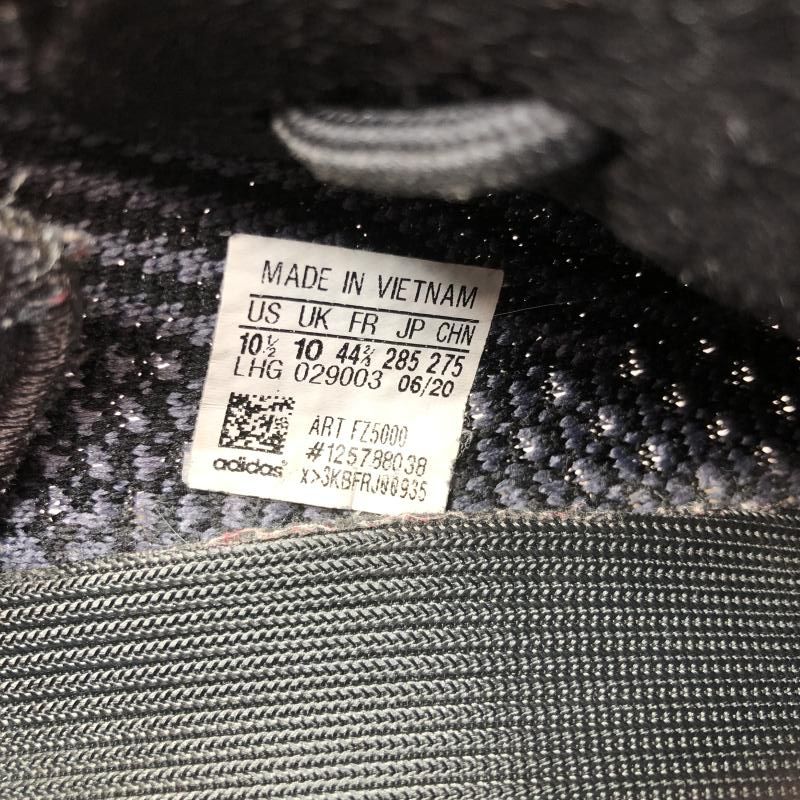 MADE IN VIETNAM
US UK FR JP CHN
10½ 10 44⅔ 285 275
LHG 029003 06/20
ART FZ5000
#125788038
adidas